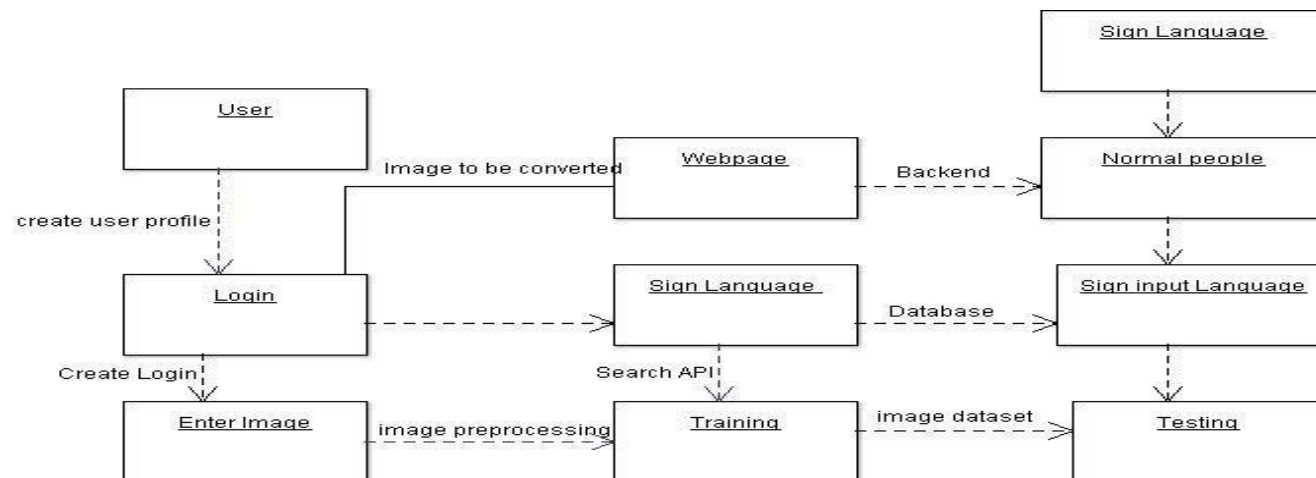 Sign Language
User
Image to be converted
Webpage
Backend
Normal people
create user profile
Login
Sign Language
Database
Sign input Language
Create Login
Search API
Enter Image
image preprocessing
Training
image dataset
Testing